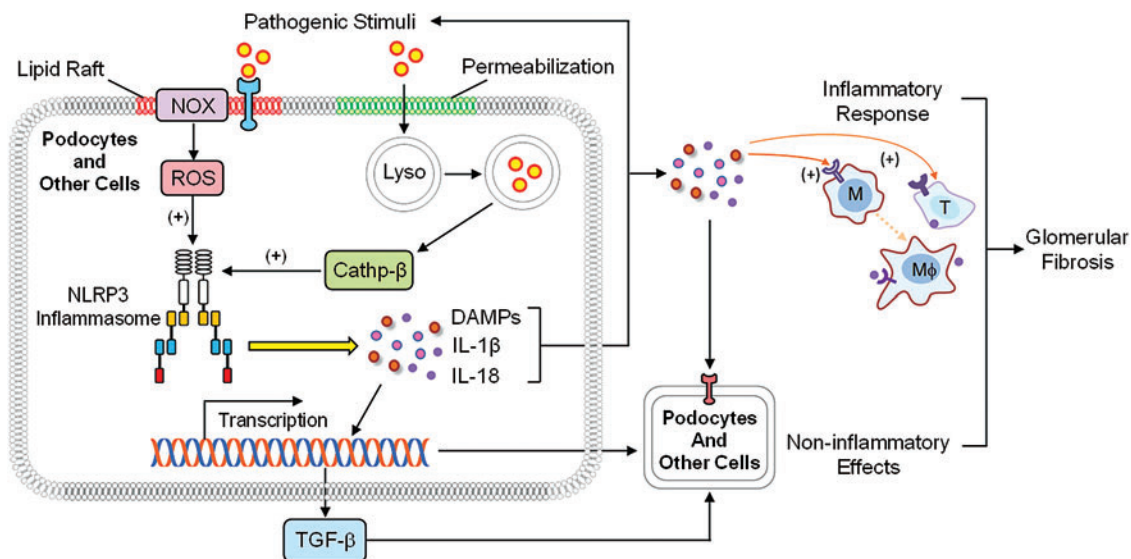 Pathogenic Stimuli
Lipid Raft
Permeabilization
NOX
Podocytes
and
Other Cells
ROS
(+)
Lyso
(+)
Cathp-β
NLRP3
Inflammasome
DAMPs
IL-1β
IL-18
Transcription
TGF-β
Inflammatory
Response
(+)
(+)
M
T
Mϕ
Glomerular
Fibrosis
Podocytes
And
Other Cells
Non-inflammatory
Effects